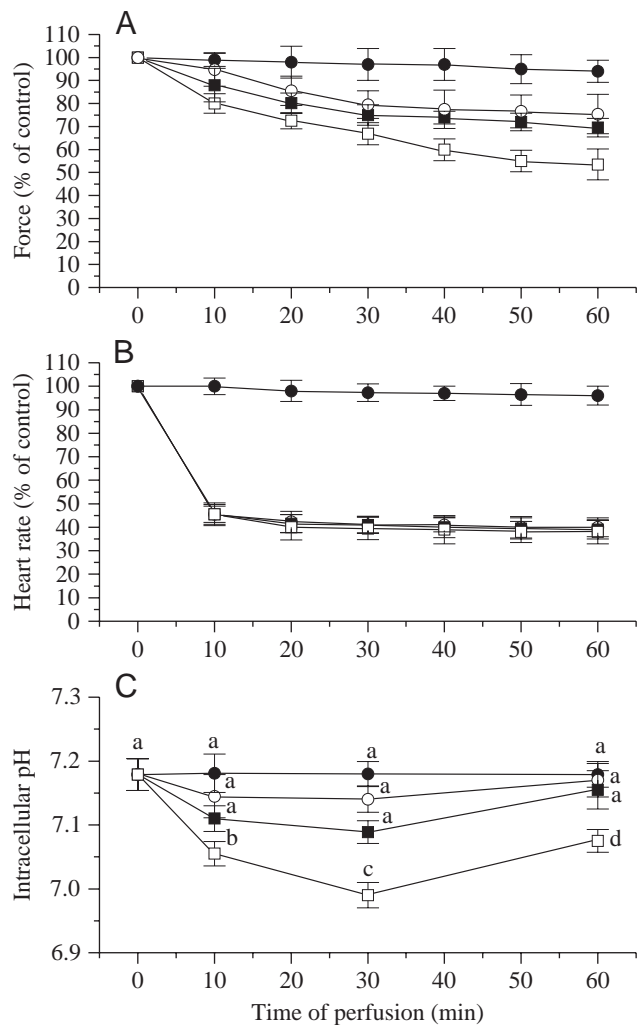 A
110
100
90
80
70
60
50
40
30
20
10
0
Force (% of control)
0 10 20 30 40 50 60
B
110
100
90
80
70
60
50
40
30
20
10
0
Heart rate (% of control)
0 10 20 30 40 50 60
C
7.3
7.2
7.1
7.0
6.9
Intracellular pH
a a a a
a a a
a a a
b c d
0 10 20 30 40 50 60
Time of perfusion (min)